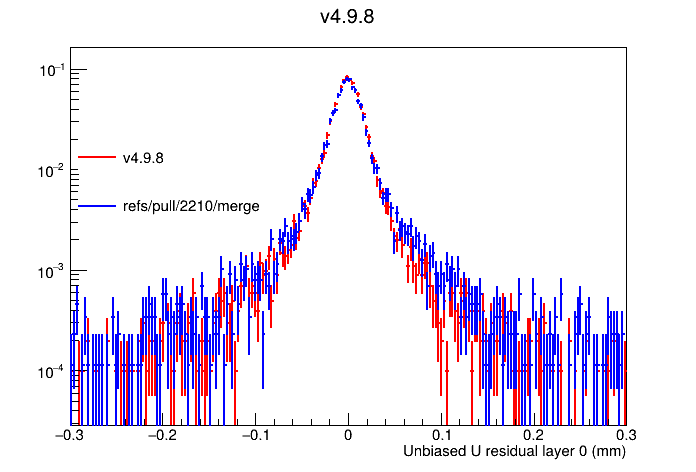 v4.9.8
10⁻¹
v4.9.8
10⁻²
refs/pull/2210/merge
10⁻³
10⁻⁴
−0.3 −0.2 −0.1 0 0.1 0.2 0.3
Unbiased U residual layer 0 (mm)